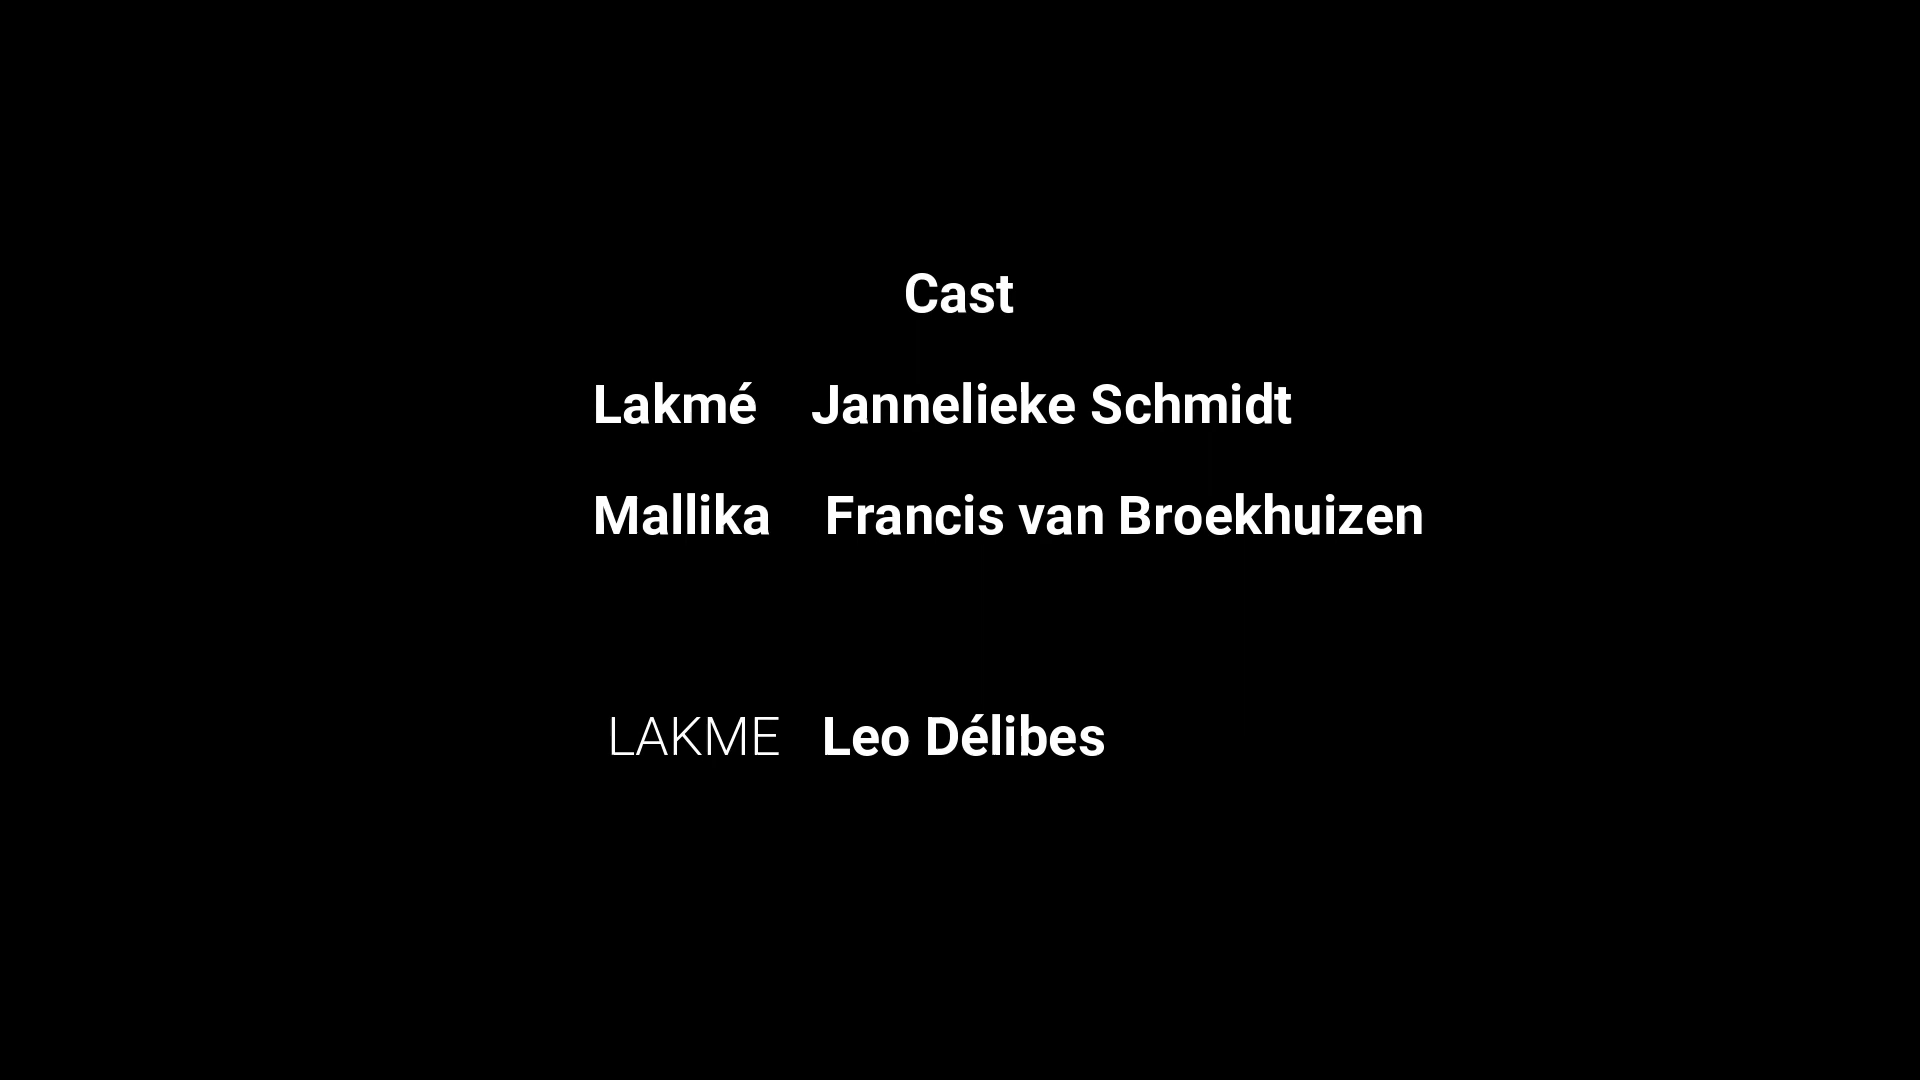 Cast
Lakmé Jannelieke Schmidt
Mallika Francis van Broekhuizen
LAKME Leo Délibes